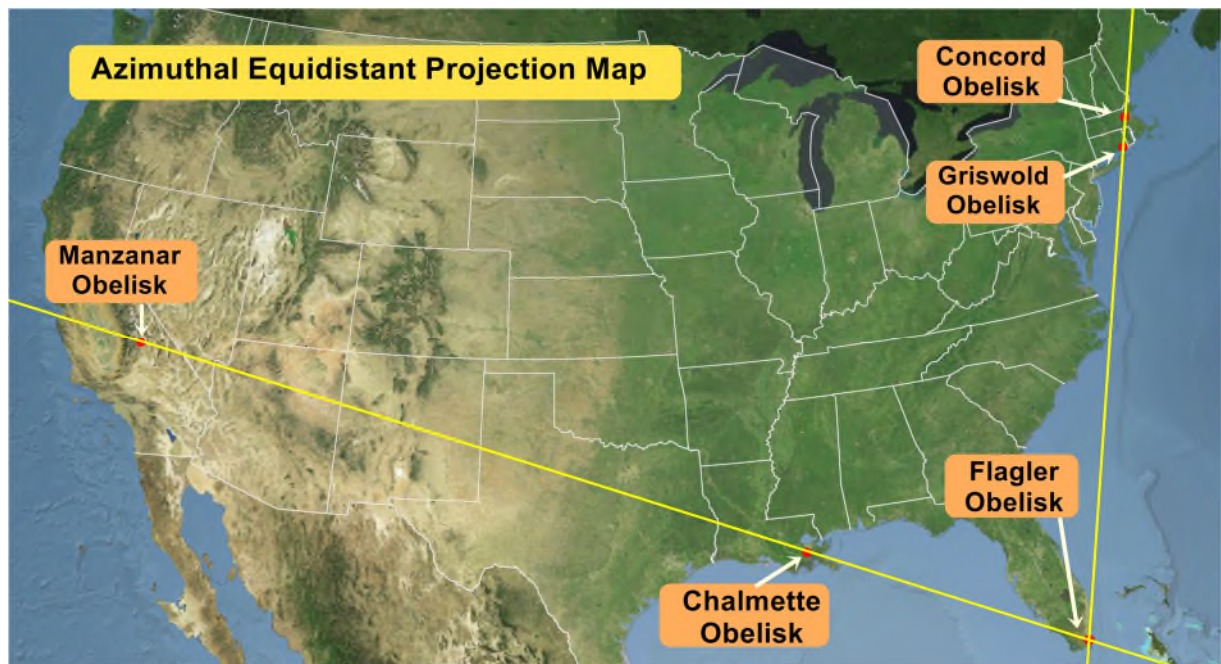 Azimuthal Equidistant Projection Map
Concord
Obelisk
Griswold
Obelisk
Manzanar
Obelisk
Flagler
Obelisk
Chalmette
Obelisk